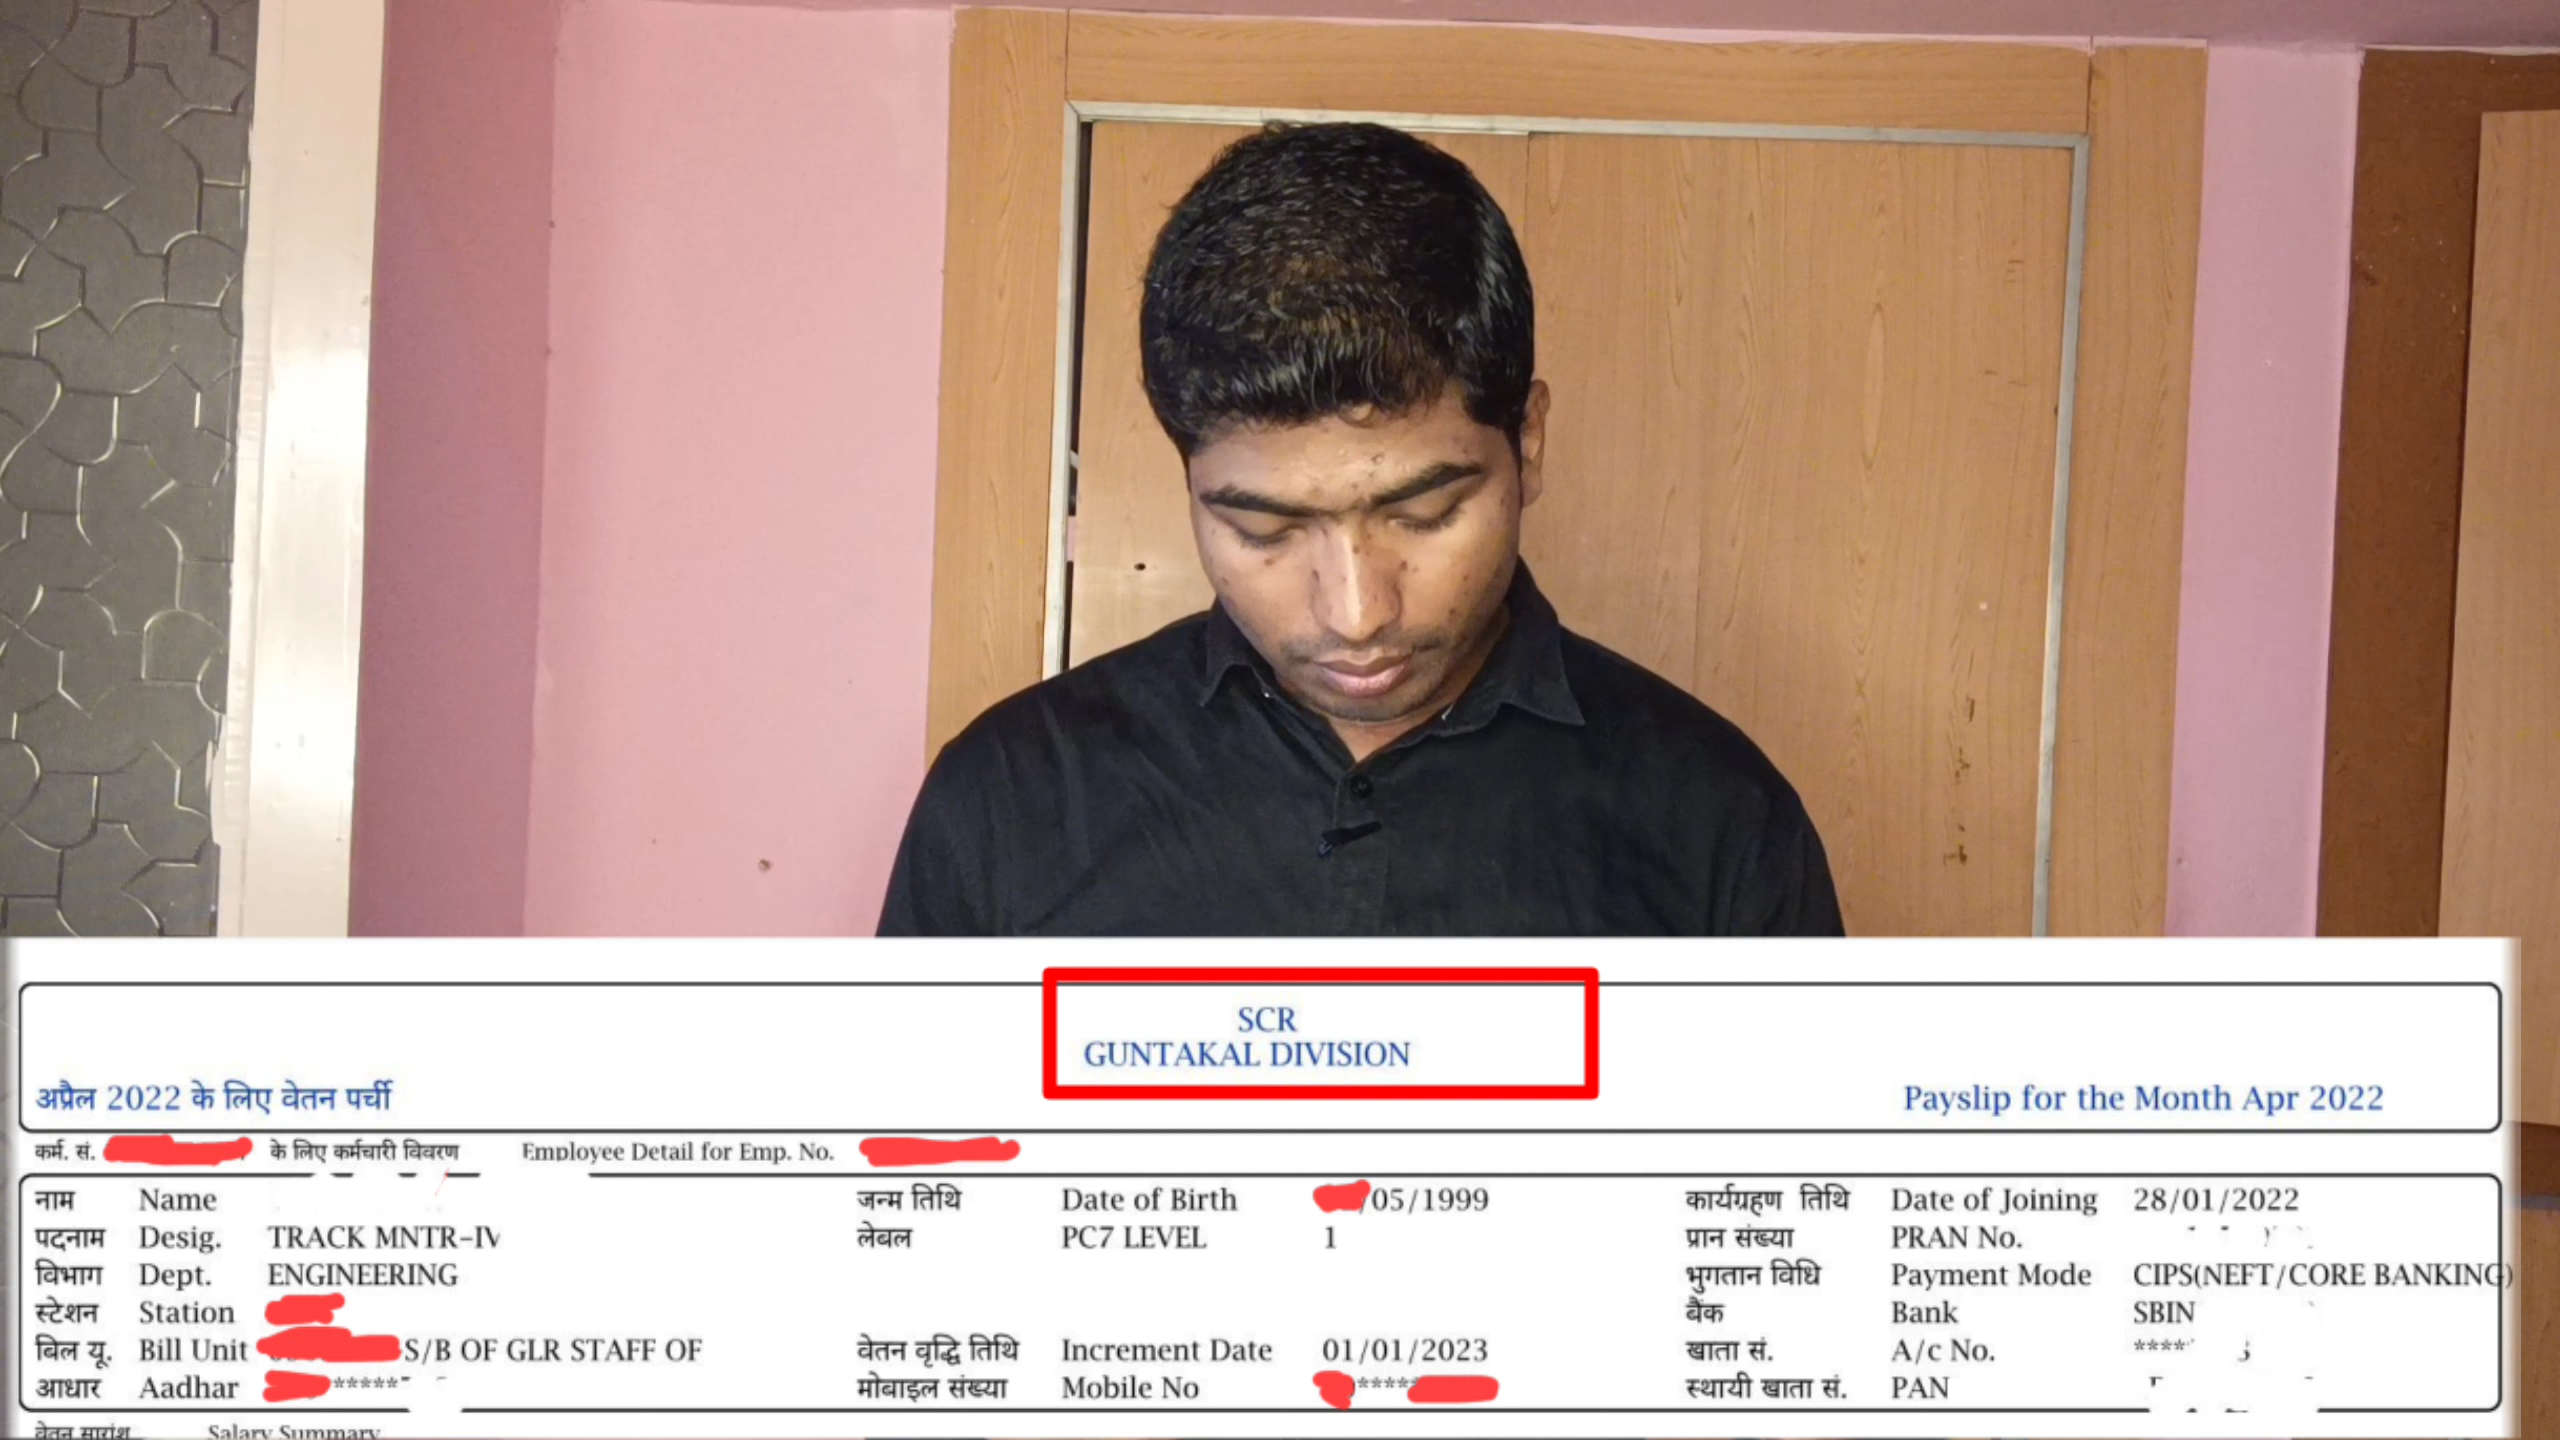 SCR
GUNTAKAL DIVISION
अप्रैल 2022 के लिए वेतन पर्ची Payslip for the Month Apr 2022
कर्म. सं. के लिए कर्मचारी विवरण Employee Detail for Emp. No.
नाम Name जन्म तिथि Date of Birth /05/1999 कार्यग्रहण तिथि Date of Joining 28/01/2022
पदनाम Desig. TRACK MNTR-IV लेबल PC7 LEVEL 1 प्रान संख्या PRAN No.
विभाग Dept. ENGINEERING भुगतान विधि Payment Mode CIPS(NEFT/CORE BANKING)
स्टेशन Station बैंक Bank SBIN
बिल यू. Bill Unit S/B OF GLR STAFF OF वेतन वृद्धि तिथि Increment Date 01/01/2023 खाता सं. A/c No. ****
आधार Aadhar ***** मोबाइल संख्या Mobile No **** स्थायी खाता सं. PAN
वेतन सारांश Salary Summary